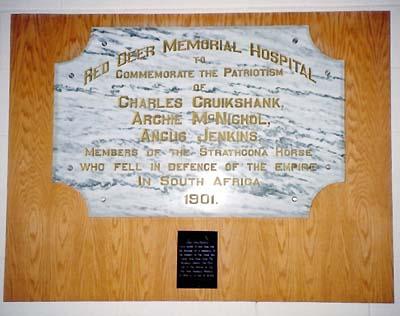 Red Deer Memorial Hospital
to
Commemorate the Patriotism
of
Charles Cruikshank,
Archie McNichol,
Angus Jenkins.
Members of the Strathcona Horse
who fell in defence of the Empire
In South Africa
1901.